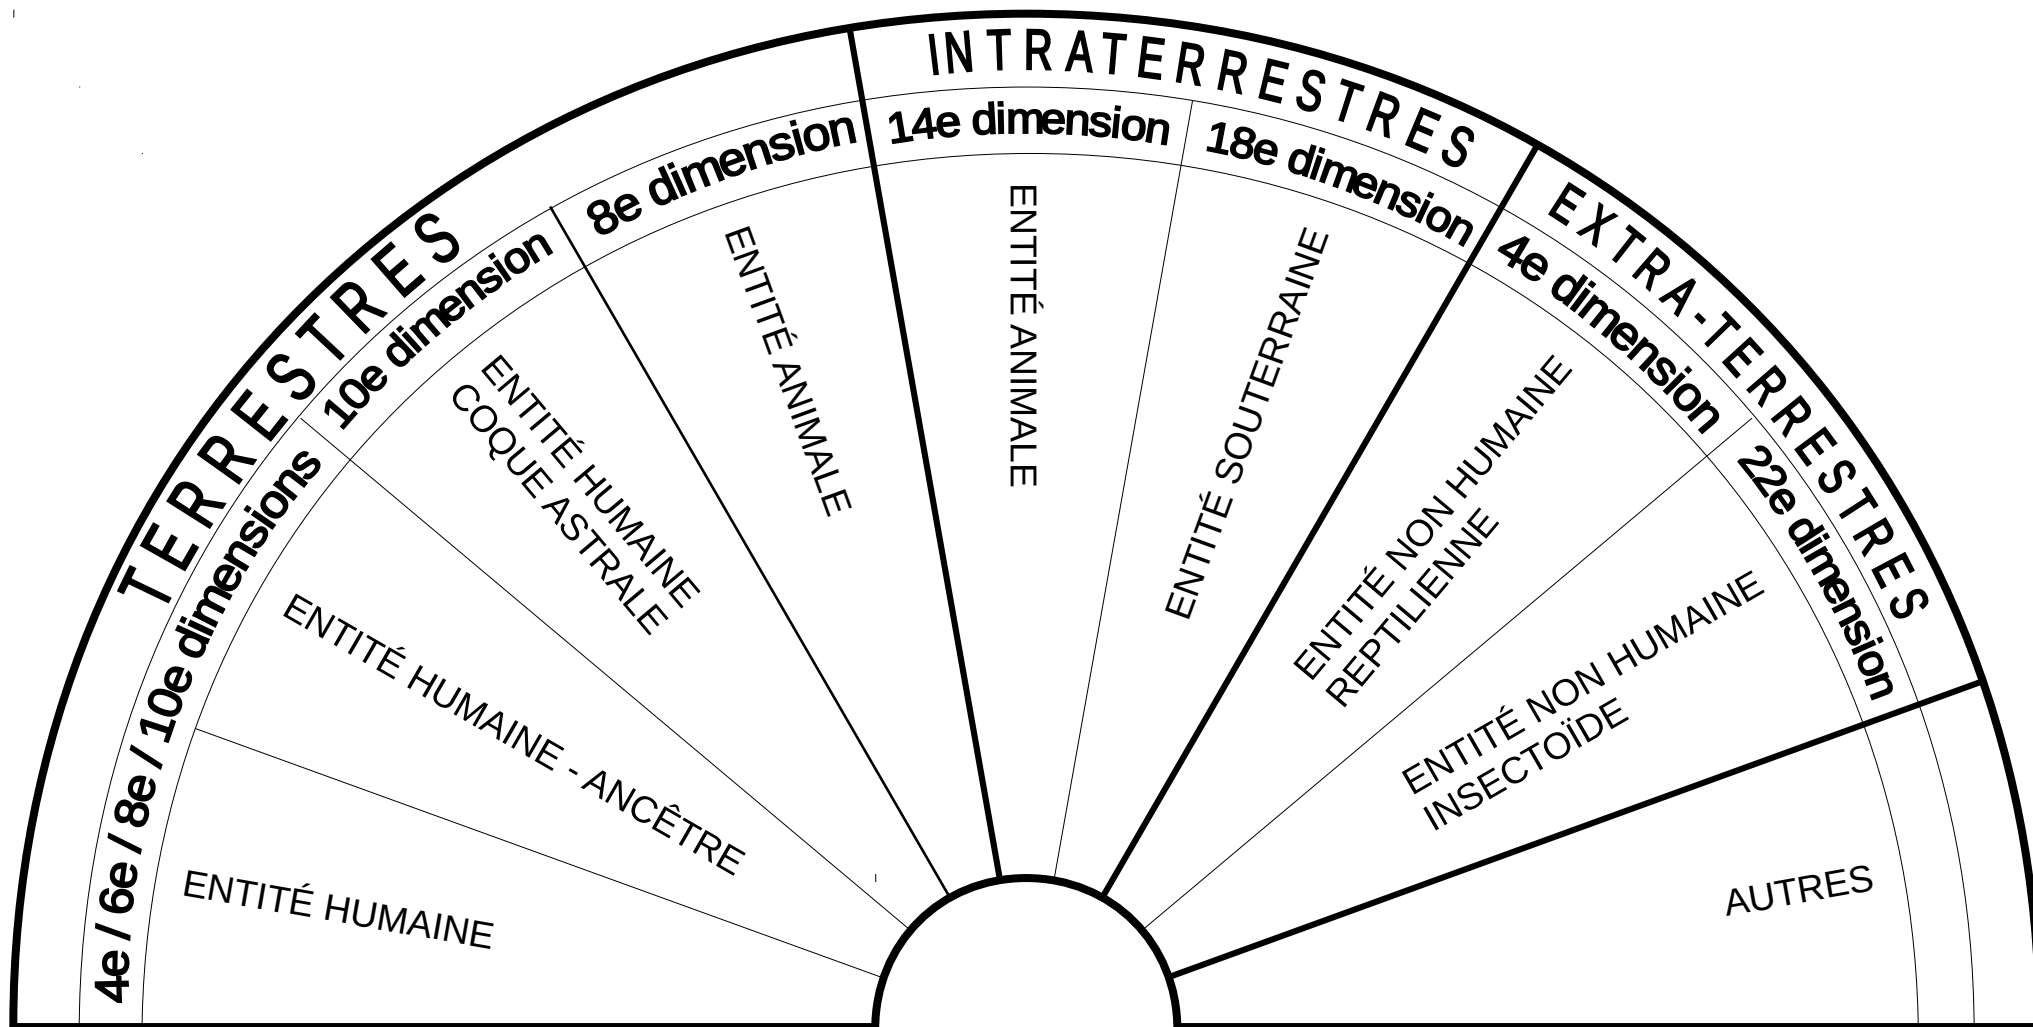 TERRESTRES
INTRATERRESTRES
EXTRA-TERRESTRES
4e / 6e / 8e / 10e dimensions
10e dimension
8e dimension
14e dimension
18e dimension
4e dimension
22e dimension
ENTITÉ HUMAINE
ENTITÉ HUMAINE - ANCÊTRE
ENTITÉ HUMAINE
COQUE ASTRALE
ENTITÉ ANIMALE
ENTITÉ ANIMALE
ENTITÉ SOUTERRAINE
ENTITÉ NON HUMAINE
REPTILIENNE
ENTITÉ NON HUMAINE
INSECTOÏDE
AUTRES